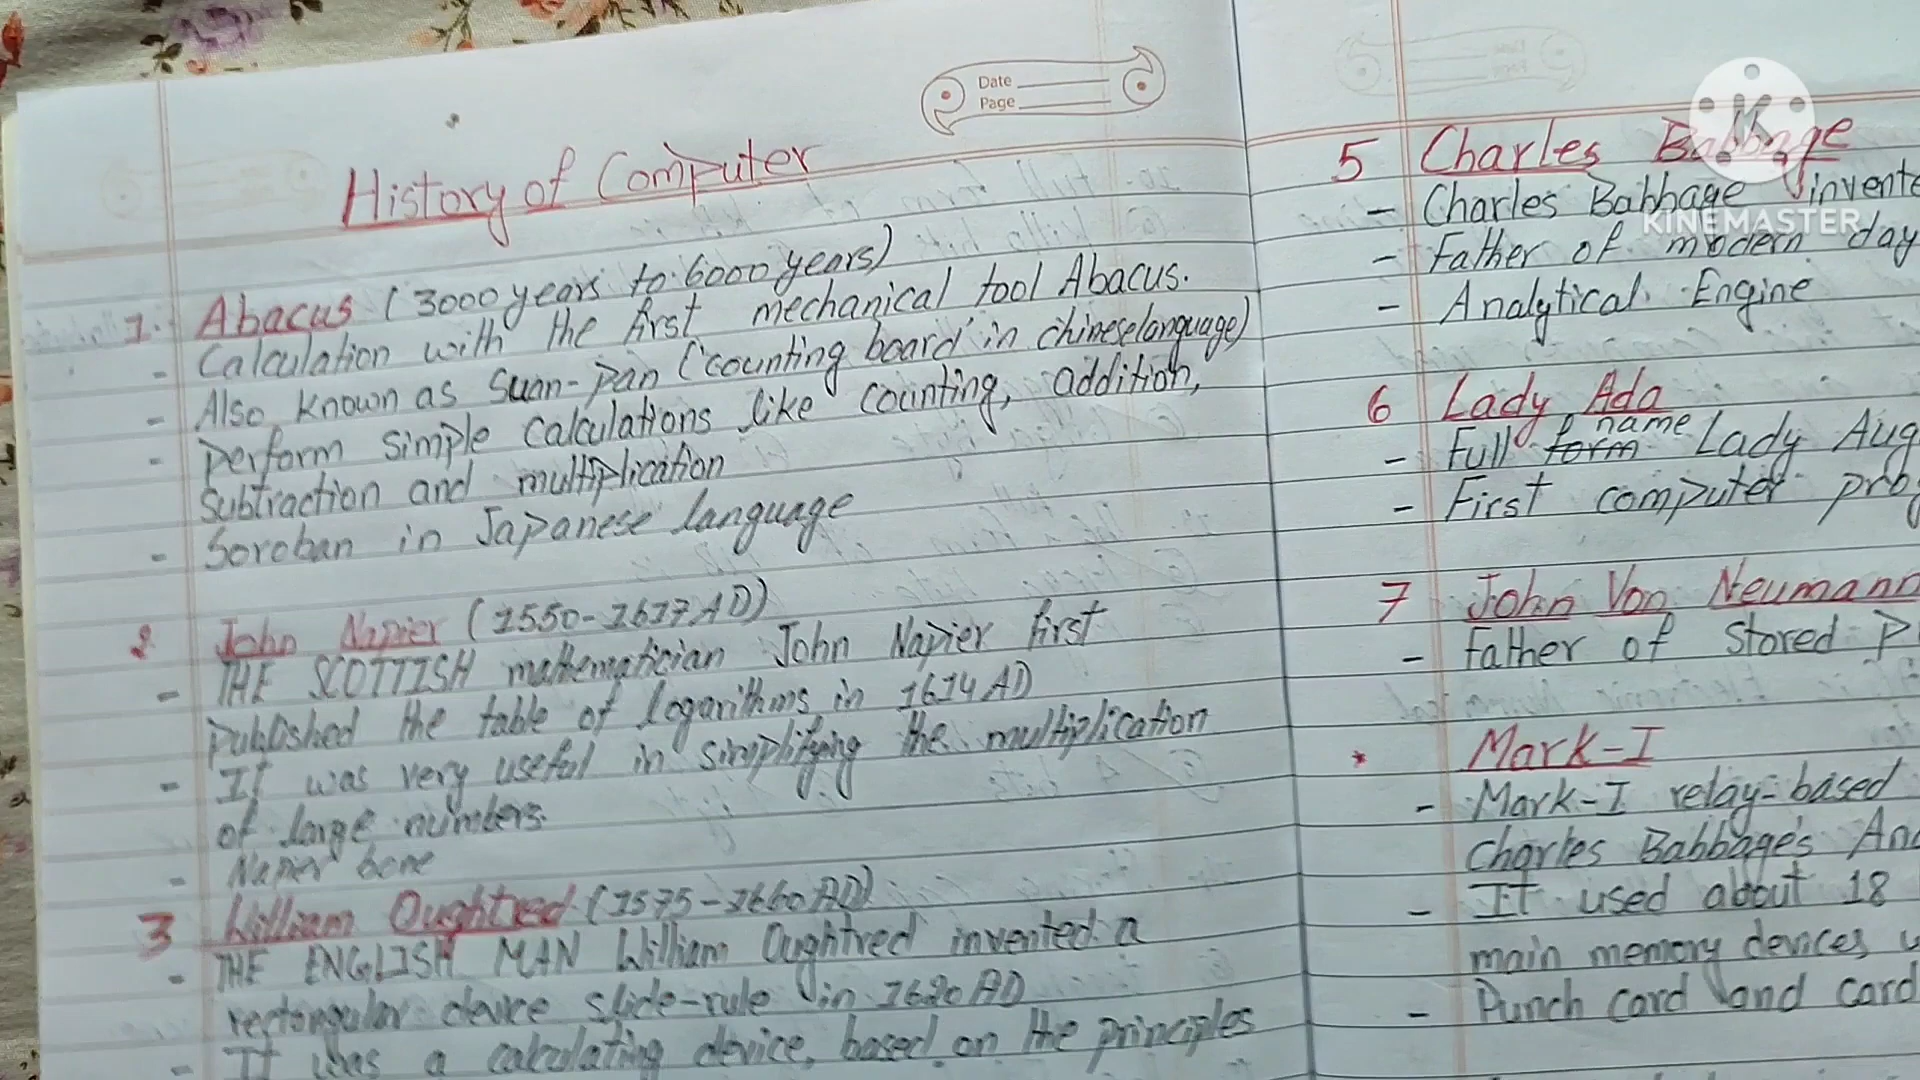 Date
Page
History of Computer
1. Abacus (3000 years to 6000 years)
- Calculation with the first mechanical tool Abacus.
- Also known as Suan-pan ('counting board' in chinese language)
- perform simple calculations like counting, addition,
subtraction and multiplication
- Soroban in Japanese language
2 John Napier (1550-1617 AD)
- THE SCOTTISH mathematician John Napier first
published the table of logarithms in 1614 AD
- It was very useful in simplifying the multiplication
of large numbers.
- Napier bone
3 William Oughtred (1575-1660 AD)
- THE ENGLISH MAN William Oughtred invented a
rectangular device slide-rule in 1620 AD
- It was a calculating device, based on the principles
5 Charles Babbage
- Charles Babbage invente
- Father of modern day
- Analytical Engine
6 Lady Ada
- Full form name Lady Aug
- First computer prog
7 John Von Neumann
- Father of Stored P
* Mark-I
- Mark-I relay-based
Charles Babbage's Ana
- It used about 18
main memory devices
- Punch card and card
K
KINEMASTER